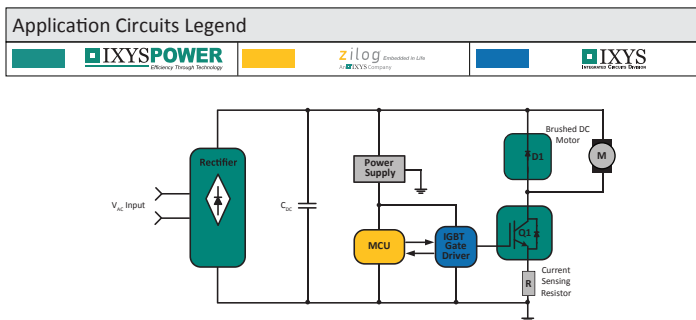 Application Circuits Legend
IXYSPOWER
Efficiency Through Technology
zilog Embedded in Life
An IXYS Company
IXYS
INTEGRATED CIRCUITS DIVISION
Brushed DC
Motor
Rectifier
D1
M
Power
Supply
VAC Input
CDC
Q1
MCU
IGBT
Gate
Driver
R
Current
Sensing
Resistor